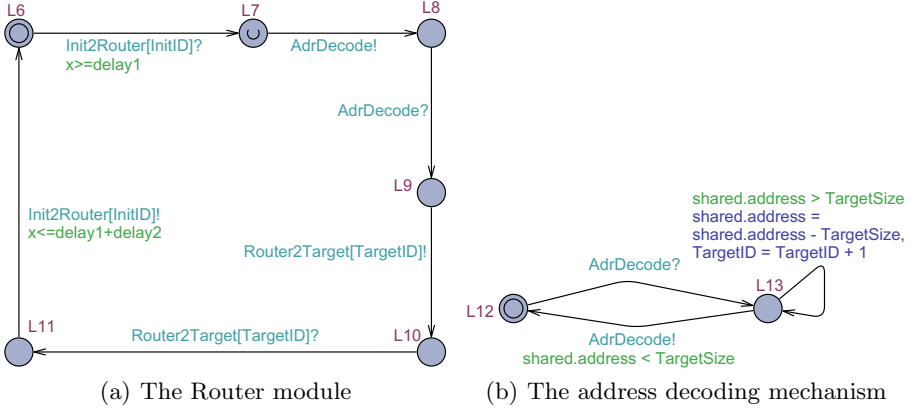 L6
L7
L8
Init2Router[InitID]?
x>=delay1
AdrDecode!
AdrDecode?
L9
Init2Router[InitID]!
x<=delay1+delay2
Router2Target[TargetID]!
L11
Router2Target[TargetID]?
L10
(a) The Router module
shared.address > TargetSize
shared.address =
shared.address - TargetSize,
TargetID = TargetID + 1
AdrDecode?
L13
L12
AdrDecode!
shared.address < TargetSize
(b) The address decoding mechanism